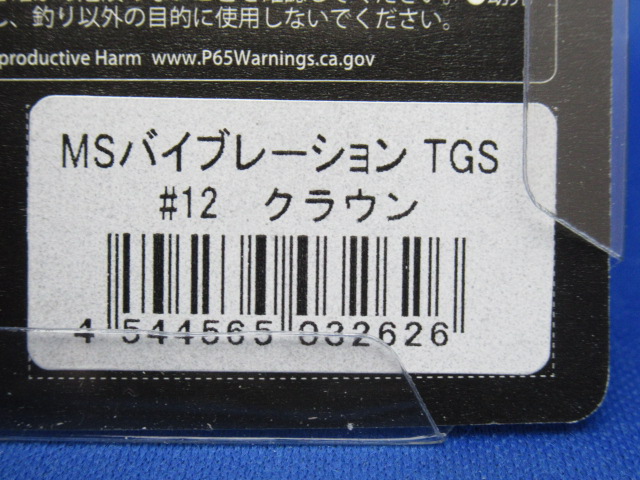 し、釣り以外の目的に使用しないでください。
productive Harm www.P65Warnings.ca.gov
MSバイブレーション TGS
#12 クラウン
4 544565 032626